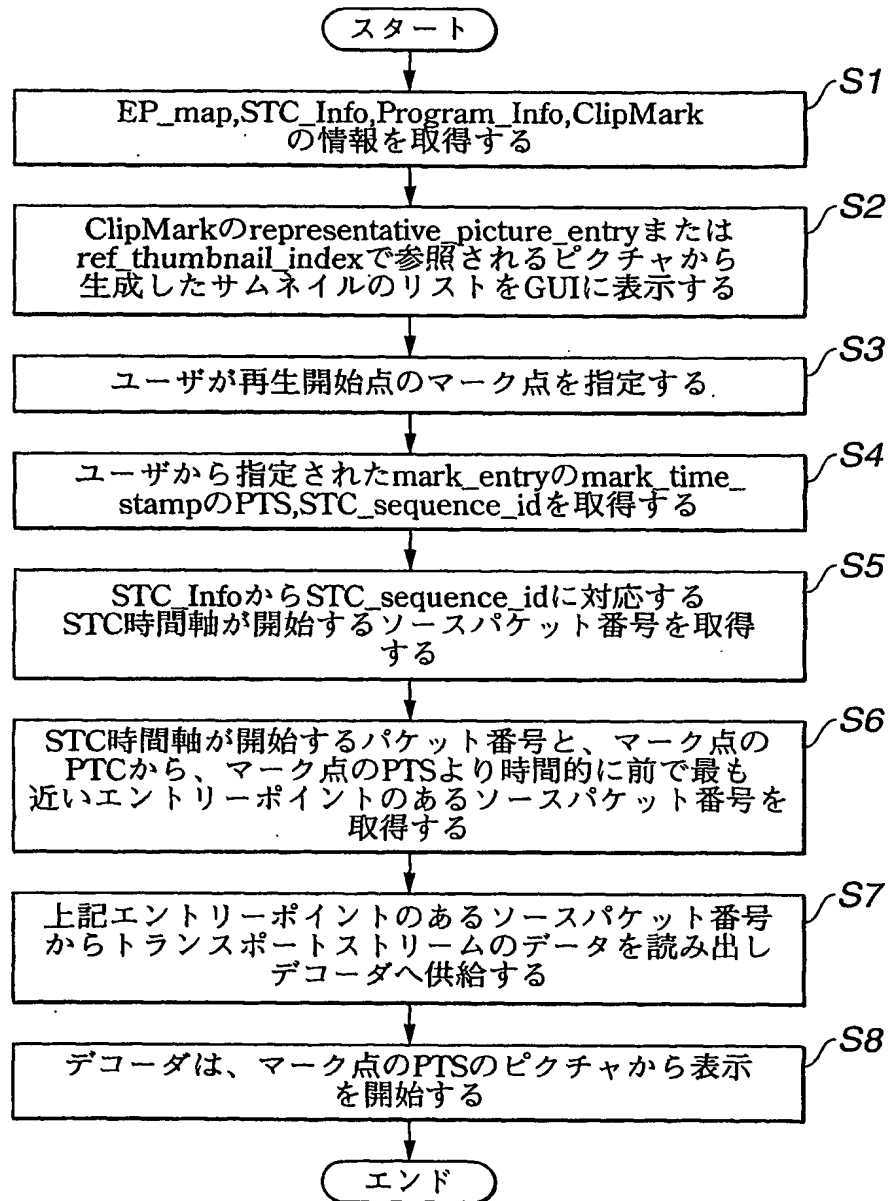 スタート
S1
EP_map,STC_Info,Program_Info,ClipMark
の情報を取得する
S2
ClipMarkのrepresentative_picture_entryまたは
ref_thumbnail_indexで参照されるピクチャから
生成したサムネイルのリストをGUIに表示する
S3
ユーザが再生開始点のマーク点を指定する
S4
ユーザから指定されたmark_entryのmark_time_
stampのPTS,STC_sequence_idを取得する
S5
STC_InfoからSTC_sequence_idに対応する
STC時間軸が開始するソースパケット番号を取得
する
S6
STC時間軸が開始するパケット番号と、マーク点の
PTCから、マーク点のPTSより時間的に前で最も
近いエントリーポイントのあるソースパケット番号を
取得する
S7
上記エントリーポイントのあるソースパケット番号
からトランスポートストリームのデータを読み出し
デコーダへ供給する
S8
デコーダは、マーク点のPTSのピクチャから表示
を開始する
エンド